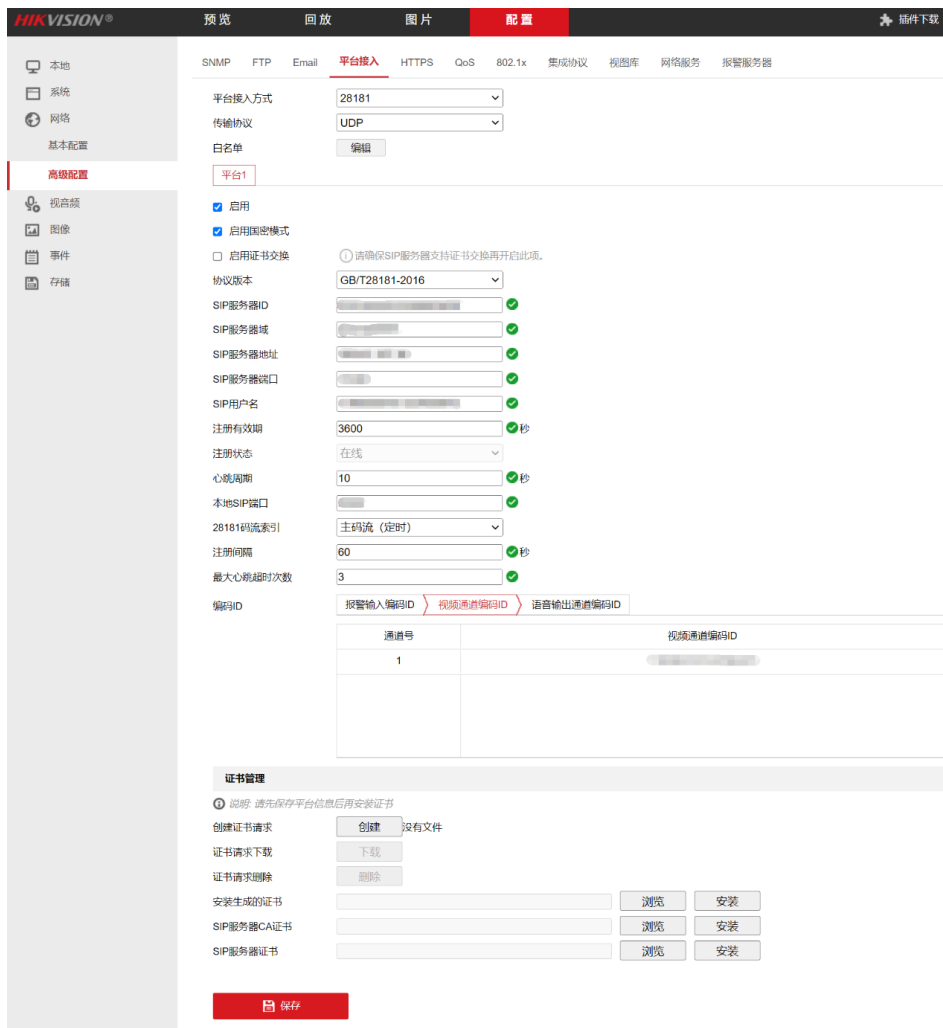 HIKVISION® 预览 回放 图片 配置 插件下载
本地
系统
网络
基本配置
高级配置
视音频
图像
事件
存储
SNMP FTP Email 平台接入 HTTPS QoS 802.1x 集成协议 视图库 网络服务 报警服务器
平台接入方式 28181
传输协议 UDP
白名单 编辑
平台1
启用
启用国密模式
启用证书交换 请确保SIP服务器支持证书交换再开启此项。
协议版本 GB/T28181-2016
SIP服务器ID
SIP服务器域
SIP服务器地址
SIP服务器端口
SIP用户名
注册有效期 3600 秒
注册状态 在线
心跳周期 10 秒
本地SIP端口
28181码流索引 主码流（定时）
注册间隔 60 秒
最大心跳超时次数 3
编码ID 报警输入编码ID 视频通道编码ID 语音输出通道编码ID
通道号 视频通道编码ID
1
证书管理
说明: 请先保存平台信息后再安装证书
创建证书请求 创建 没有文件
证书请求下载 下载
证书请求删除 删除
安装生成的证书 浏览 安装
SIP服务器CA证书 浏览 安装
SIP服务器证书 浏览 安装
保存